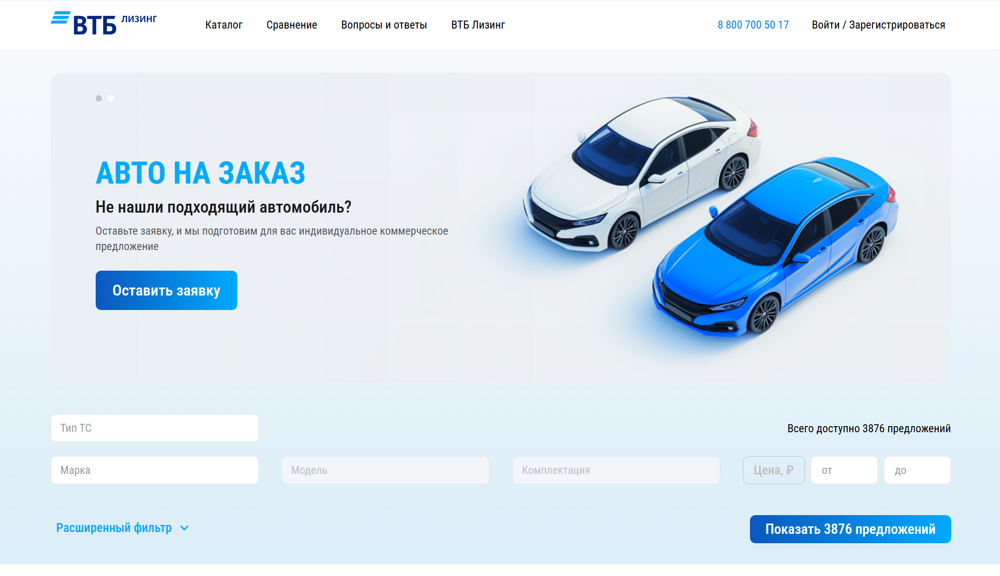 ВТБ ЛИЗИНГ
Каталог
Сравнение
Вопросы и ответы
ВТБ Лизинг
8 800 700 50 17
Войти / Зарегистрироваться
АВТО НА ЗАКАЗ
Не нашли подходящий автомобиль?
Оставьте заявку, и мы подготовим для вас индивидуальное коммерческое
предложение
Оставить заявку
Тип ТС
Всего доступно 3876 предложений
Марка
Модель
Комплектация
Цена, ₽
от
до
Расширенный фильтр
Показать 3876 предложений